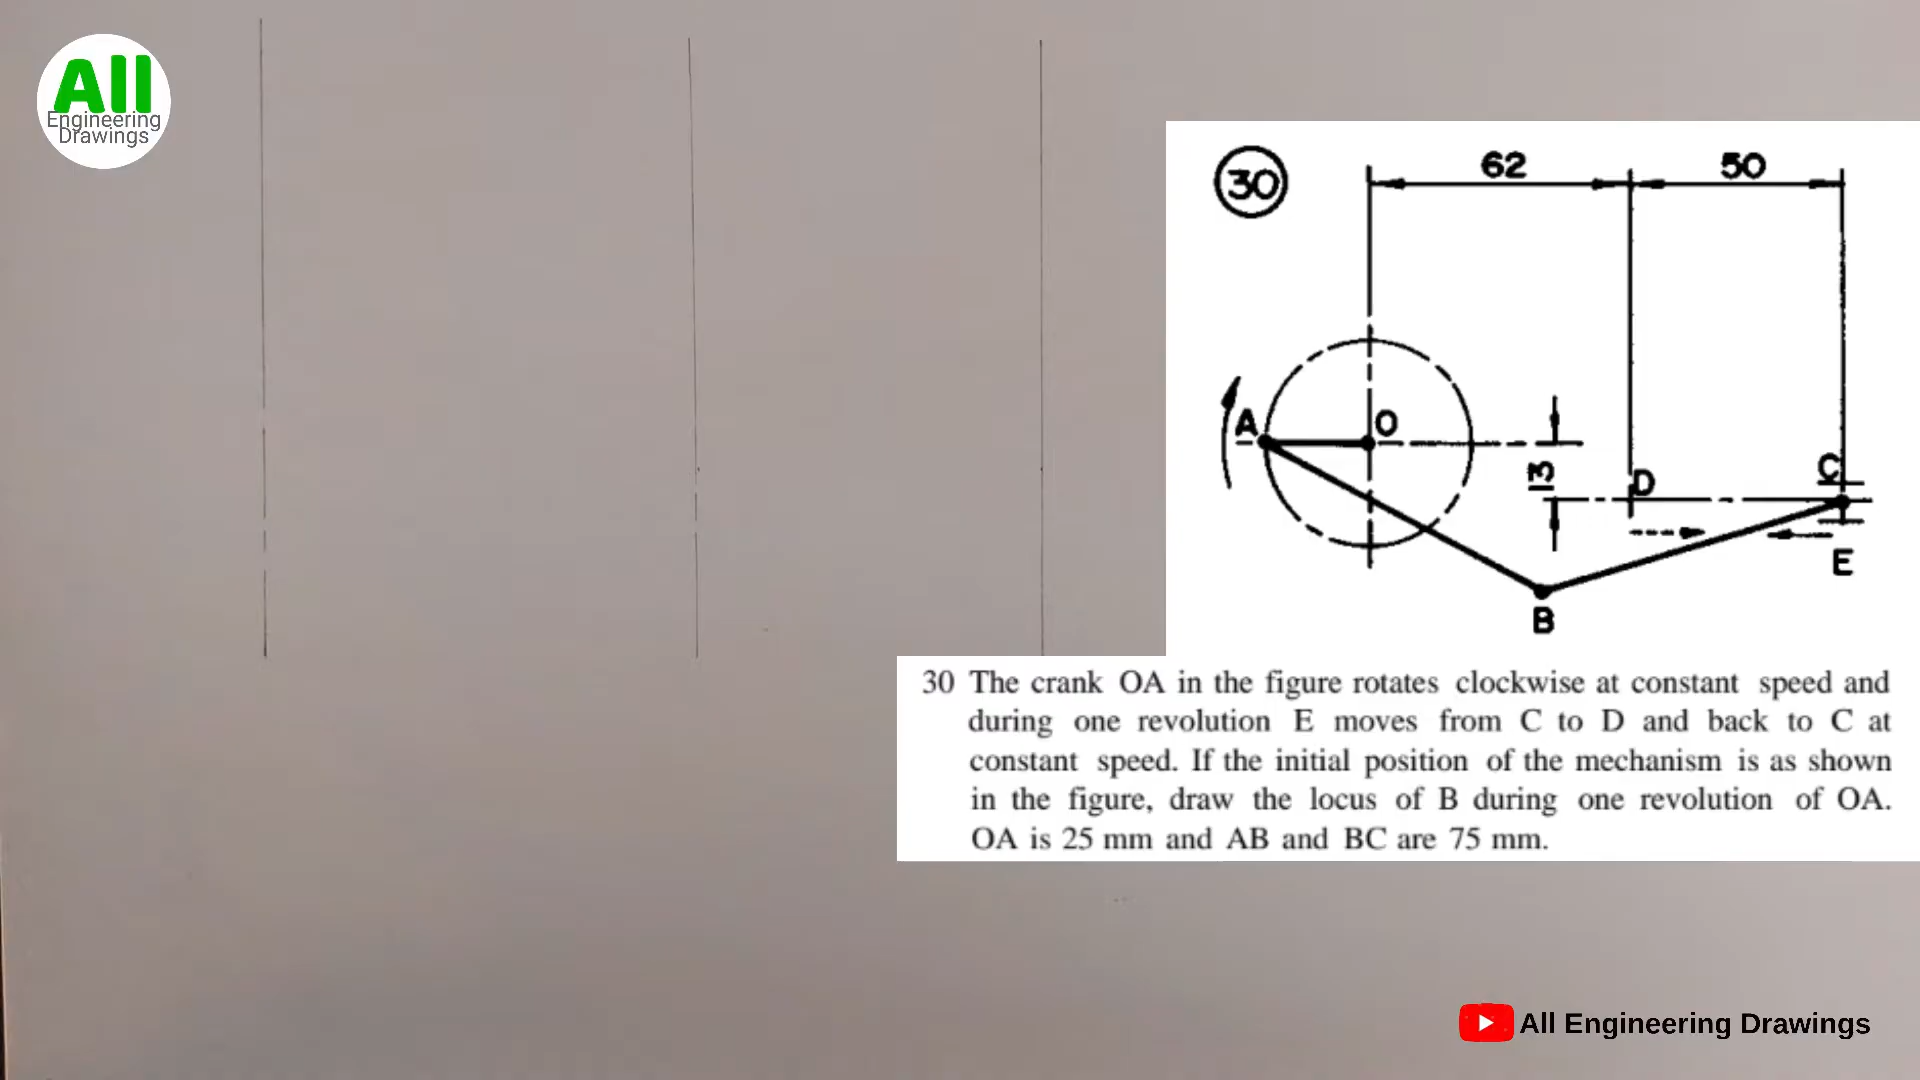 All
Engineering
Drawings
30
62
50
A
O
13
D
C
E
B
30 The crank OA in the figure rotates clockwise at constant speed and
during one revolution E moves from C to D and back to C at
constant speed. If the initial position of the mechanism is as shown
in the figure, draw the locus of B during one revolution of OA.
OA is 25 mm and AB and BC are 75 mm.
All Engineering Drawings